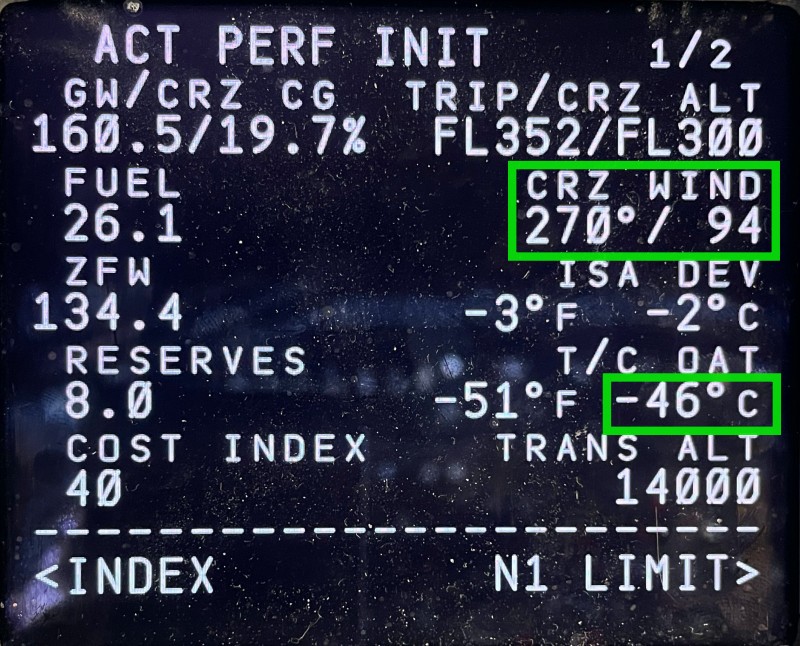 ACT PERF INIT 1/2
GW/CRZ CG TRIP/CRZ ALT
160.5/19.7% FL352/FL300
FUEL CRZ WIND
26.1 270°/ 94
ZFW ISA DEV
134.4 -3°F -2°C
RESERVES T/C OAT
8.0 -51°F -46°C
COST INDEX TRANS ALT
40 14000
--------------------------
<INDEX N1 LIMIT>